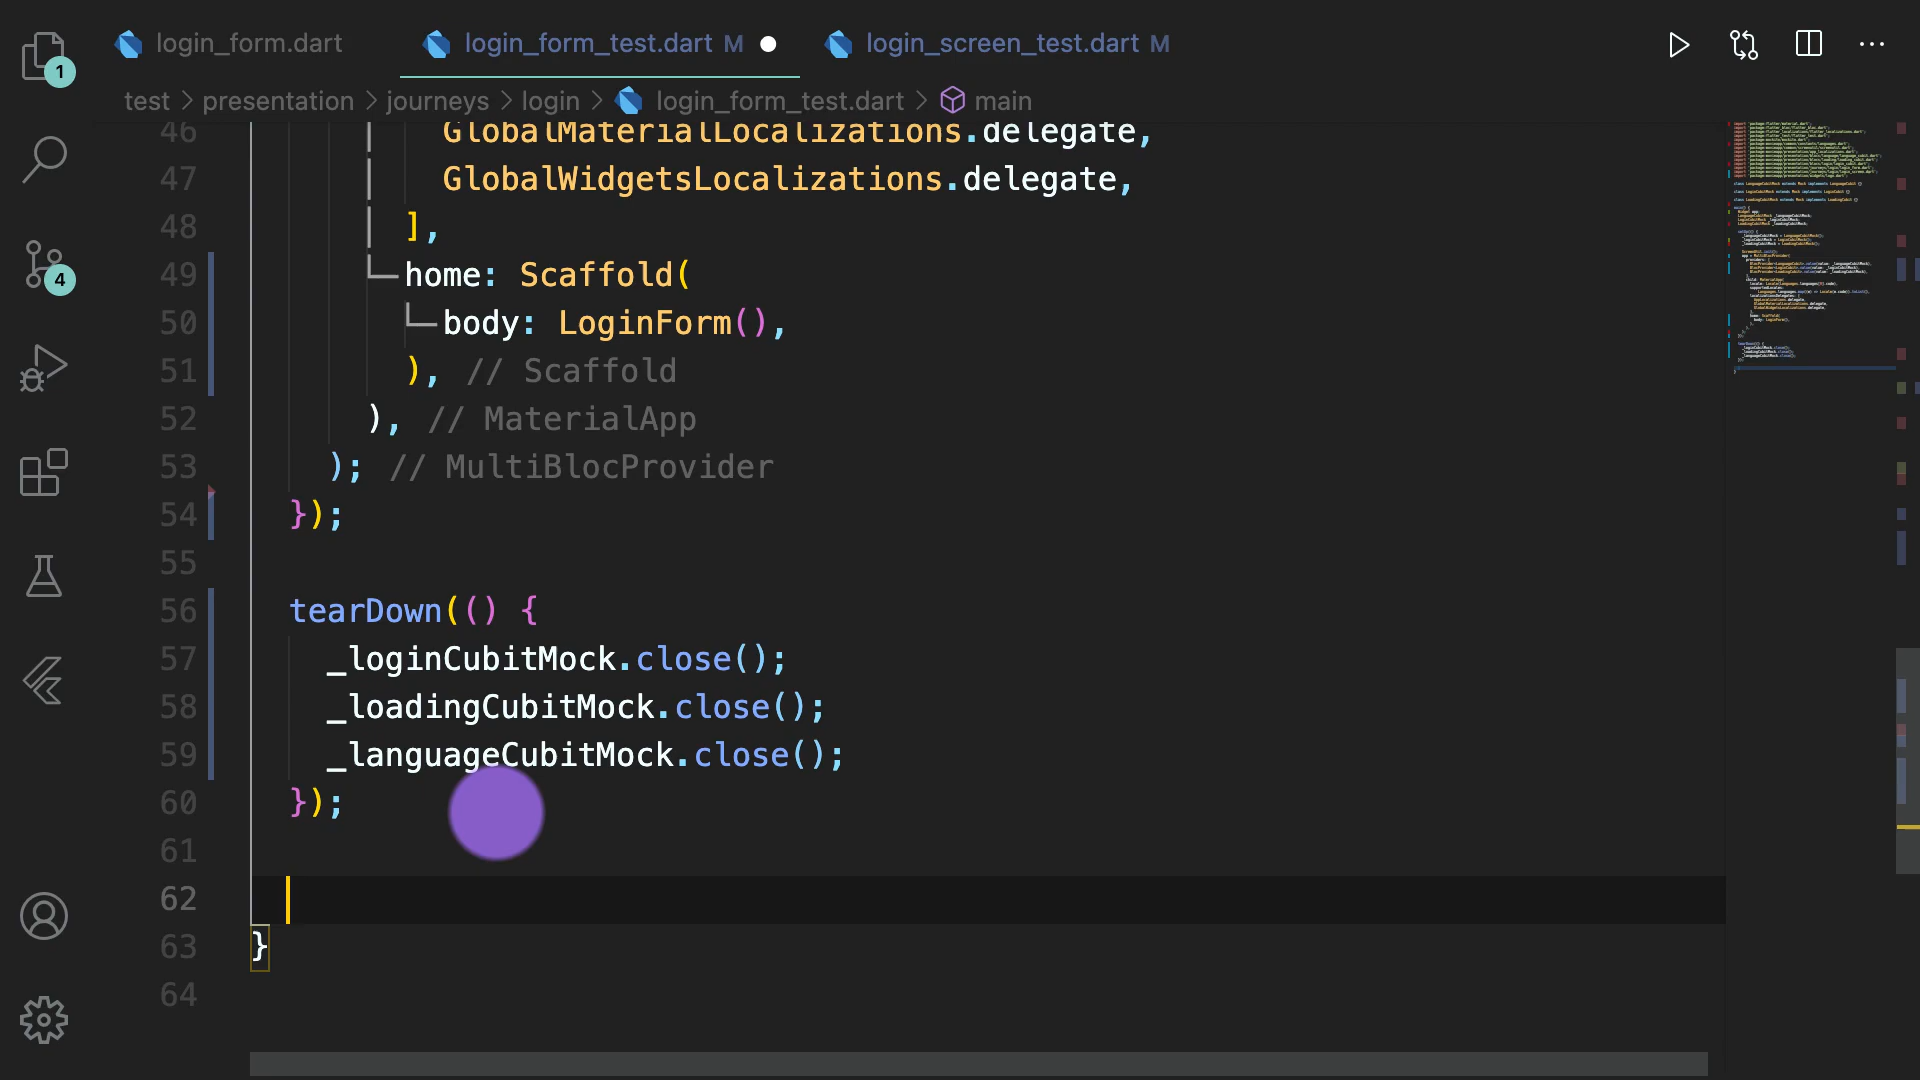 login_form.dart login_form_test.dart M login_screen_test.dart M
test > presentation > journeys > login > login_form_test.dart > main
1
4
46 GlobalMaterialLocalizations.delegate,
47 GlobalWidgetsLocalizations.delegate,
48 ],
49 home: Scaffold(
50 body: LoginForm(),
51 ), // Scaffold
52 ), // MaterialApp
53 ); // MultiBlocProvider
54 });
55
56 tearDown(() {
57 _loginCubitMock.close();
58 _loadingCubitMock.close();
59 _languageCubitMock.close();
60 });
61
62
63 }
64